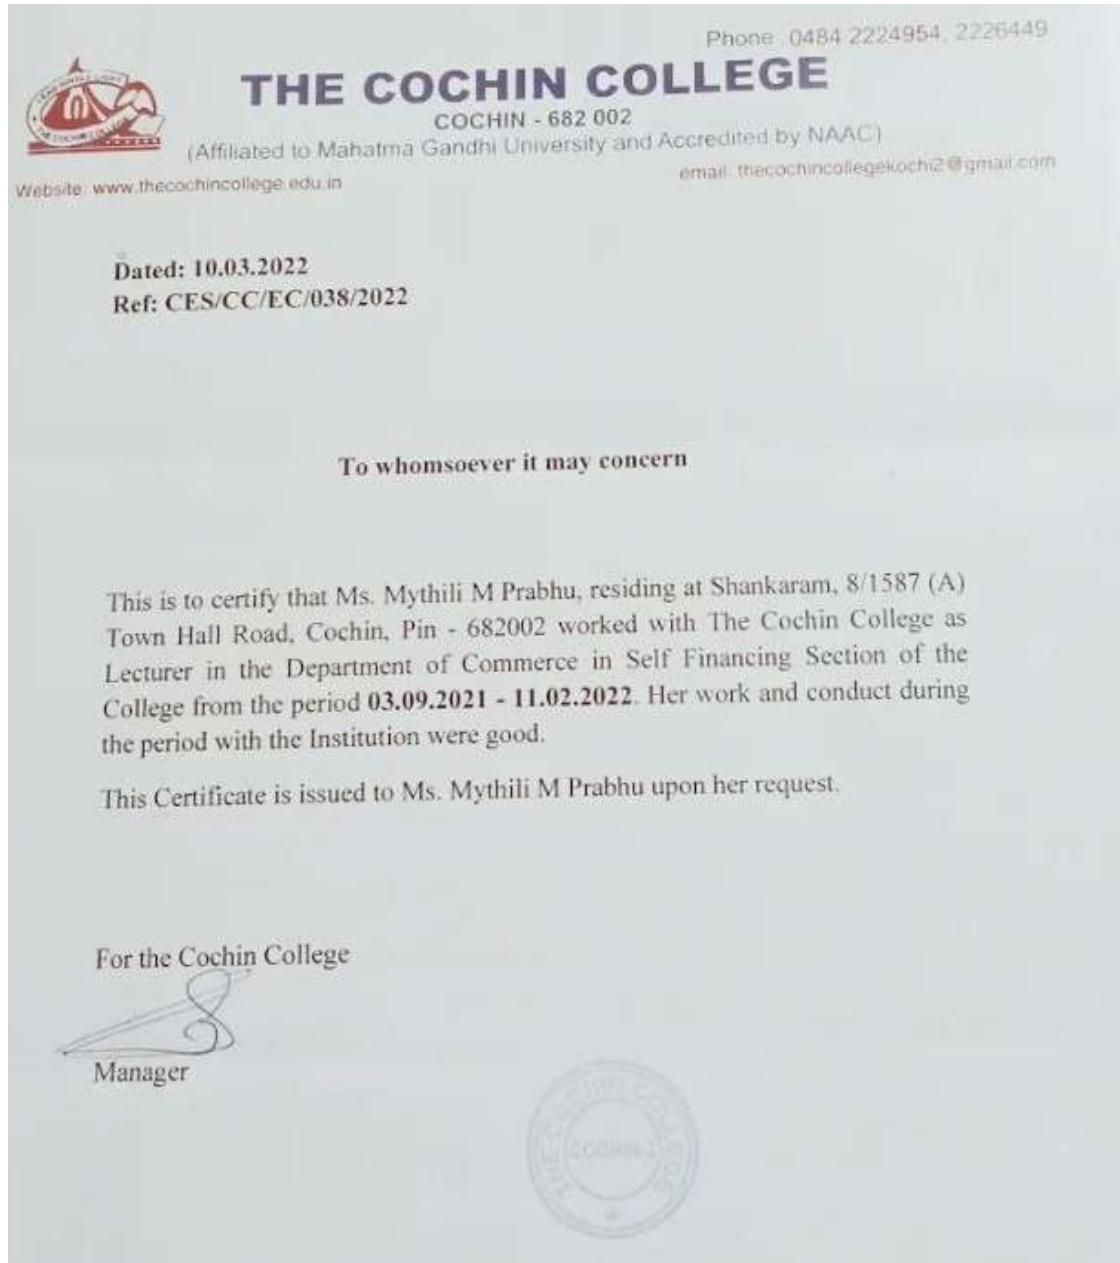 Phone 0484 2224954, 2226449
THE COCHIN COLLEGE
COCHIN - 682 002
(Affiliated to Mahatma Gandhi University and Accredited by NAAC)
Website: www.thecochincollege.edu.in
email: thecochincollegekochi2@gmail.com
Dated: 10.03.2022
Ref: CES/CC/EC/038/2022
To whomsoever it may concern
This is to certify that Ms. Mythili M Prabhu, residing at Shankaram, 8/1587 (A)
Town Hall Road, Cochin, Pin - 682002 worked with The Cochin College as
Lecturer in the Department of Commerce in Self Financing Section of the
College from the period 03.09.2021 - 11.02.2022. Her work and conduct during
the period with the Institution were good.
This Certificate is issued to Ms. Mythili M Prabhu upon her request.
For the Cochin College
Manager
THE COCHIN COLLEGE